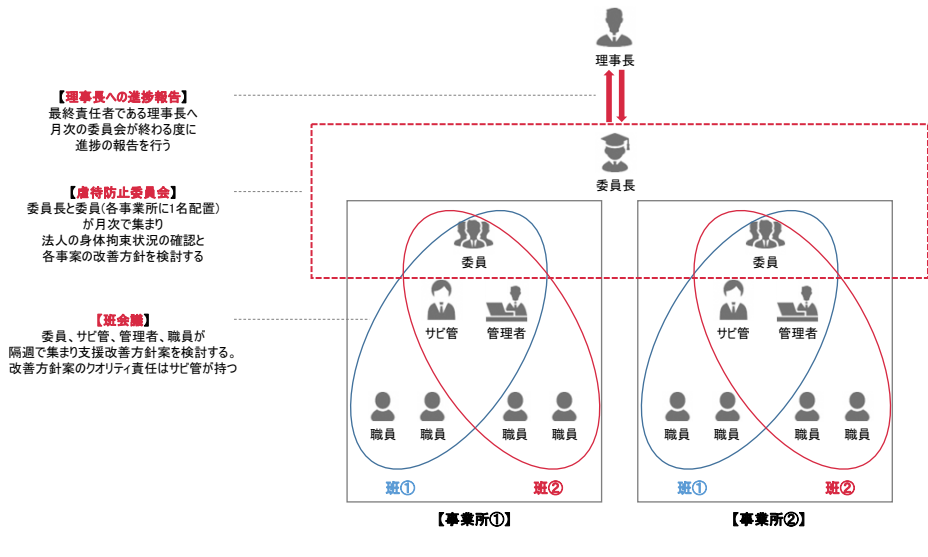 理事長
【理事長への進捗報告】
最終責任者である理事長へ
月次の委員会が終わる度に
進捗の報告を行う
委員長
【虐待防止委員会】
委員長と委員(各事業所に1名配置)
が月次で集まり
法人の身体拘束状況の確認と
各事案の改善方針を検討する
委員
委員
【班会議】
委員、サビ管、管理者、職員が
隔週で集まり支援改善方針案を検討する。
改善方針案のクオリティ責任はサビ管が持つ
サビ管
管理者
サビ管
管理者
職員
職員
職員
職員
職員
職員
職員
職員
班①
班②
班①
班②
【事業所①】
【事業所②】